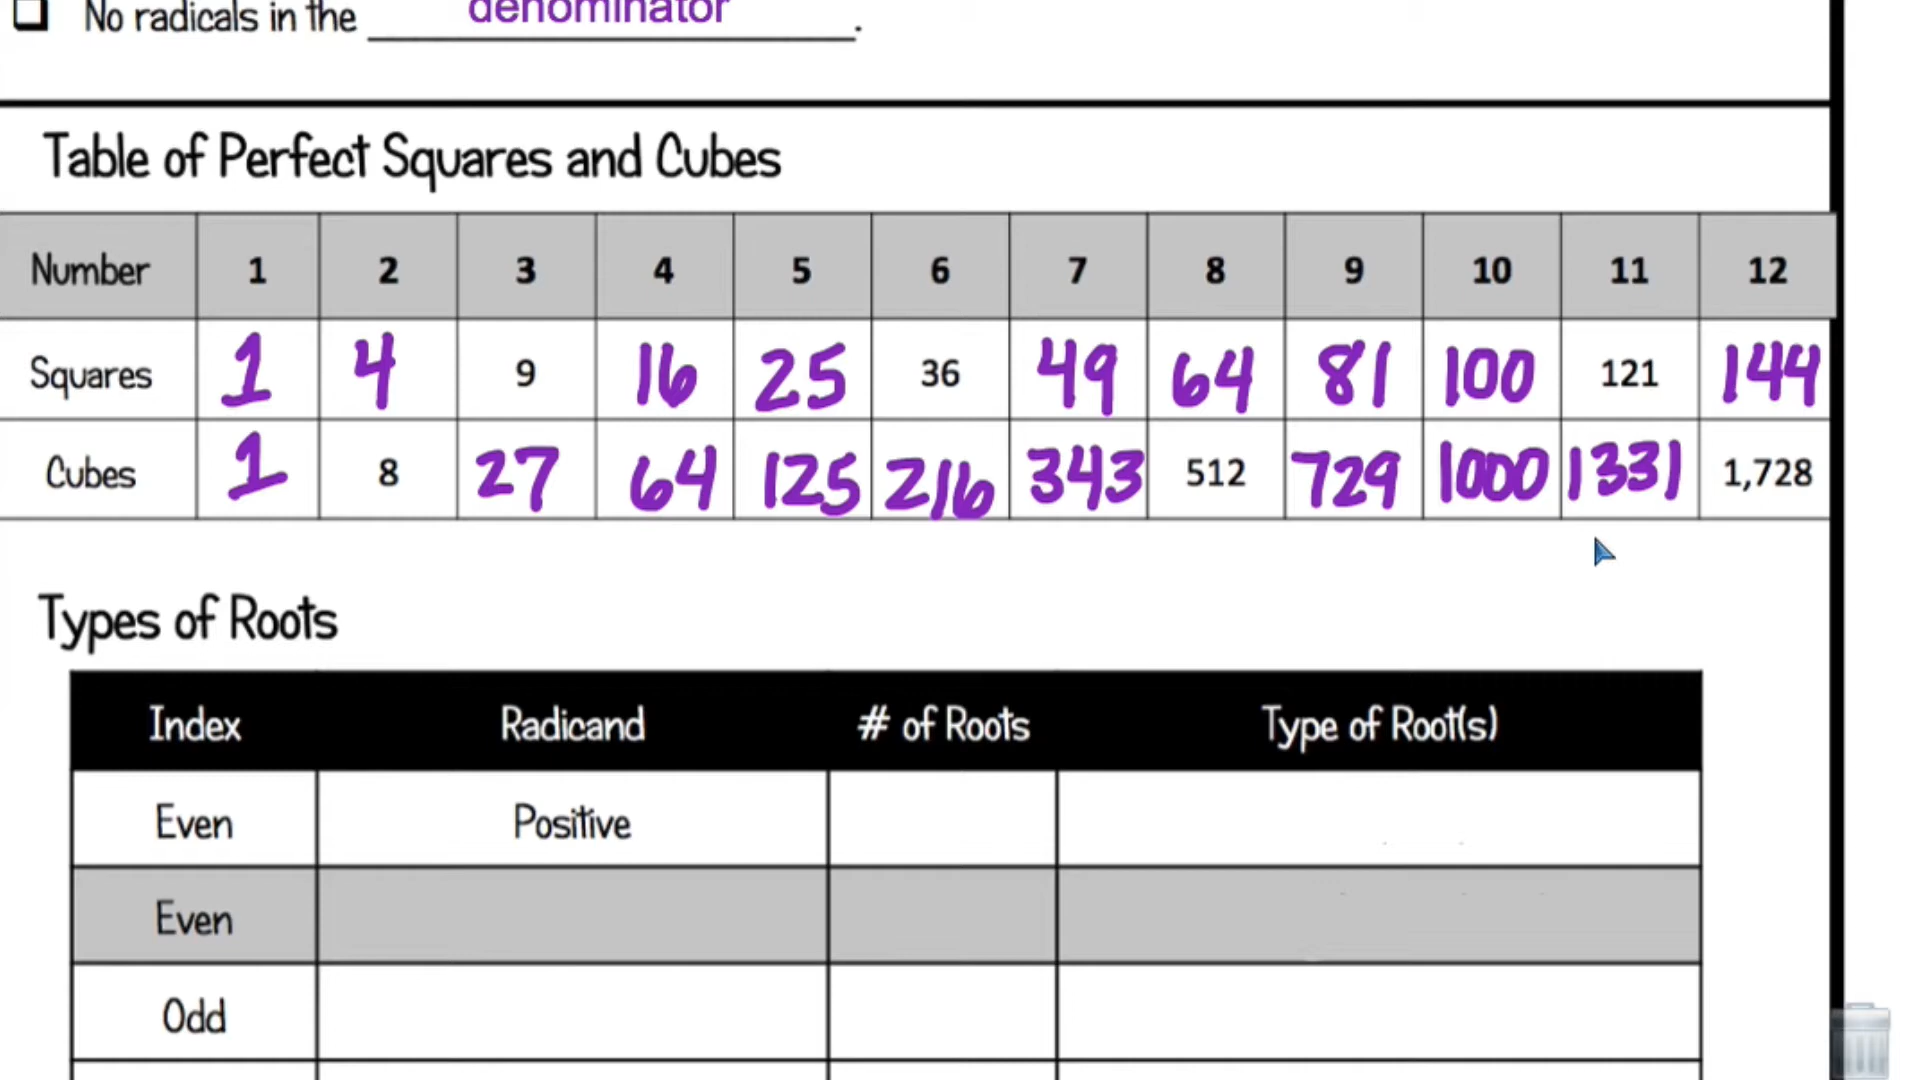 No radicals in the denominator.
Table of Perfect Squares and Cubes
Number 1 2 3 4 5 6 7 8 9 10 11 12
Squares 1 4 9 16 25 36 49 64 81 100 121 144
Cubes 1 8 27 64 125 216 343 512 729 1000 1331 1,728
Types of Roots
Index Radicand # of Roots Type of Root(s)
Even Positive
Even
Odd